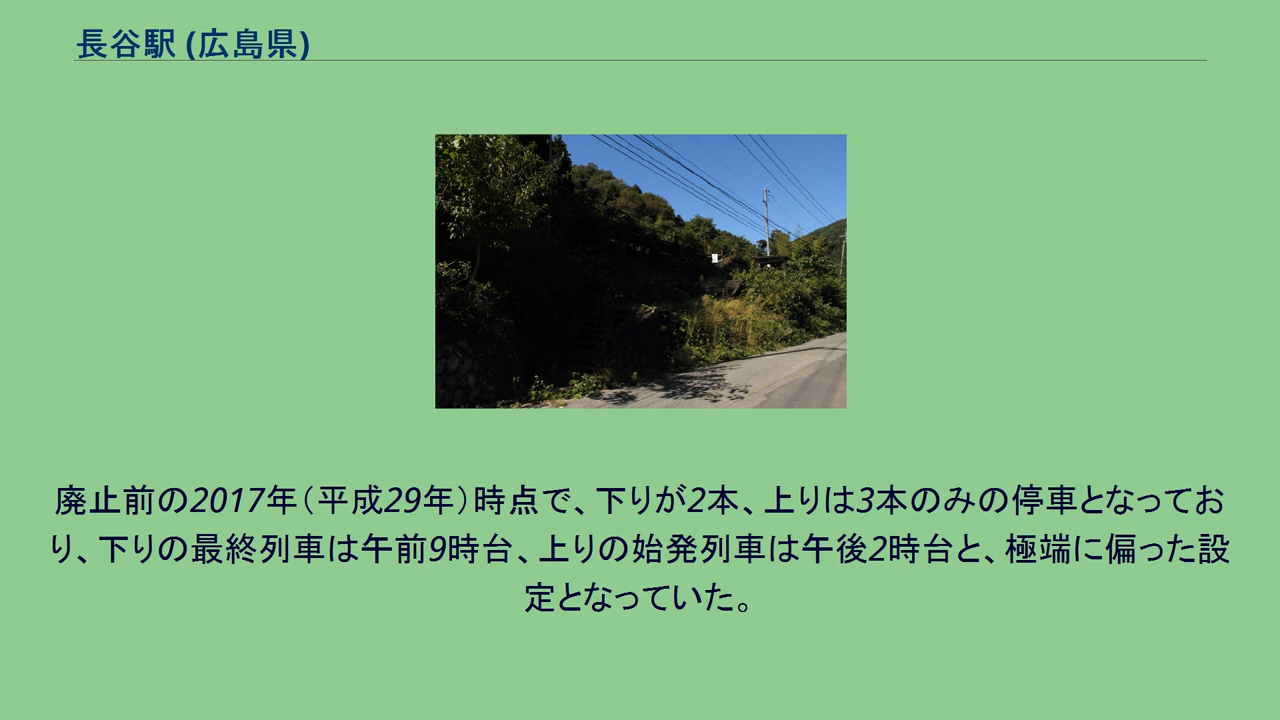 長谷駅 (広島県)
廃止前の2017年（平成29年）時点で、下りが2本、上りは3本のみの停車となってお
り、下りの最終列車は午前9時台、上りの始発列車は午後2時台と、極端に偏った設
定となっていた。